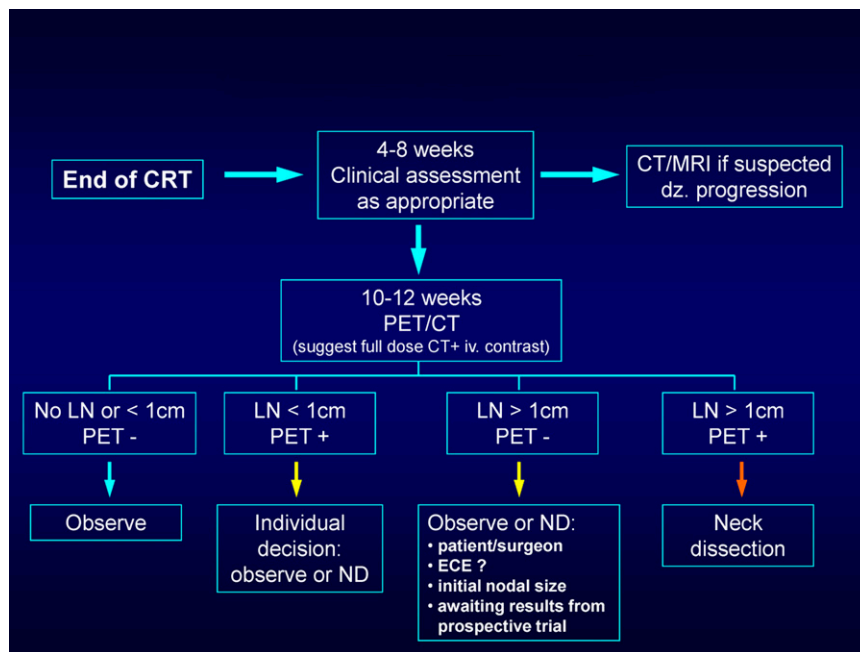 End of CRT
4-8 weeks
Clinical assessment
as appropriate
CT/MRI if suspected
dz. progression
10-12 weeks
PET/CT
(suggest full dose CT+ iv. contrast)
No LN or < 1cm
PET -
LN < 1cm
PET +
LN > 1cm
PET -
LN > 1cm
PET +
Observe
Individual
decision:
observe or ND
Observe or ND:
• patient/surgeon
• ECE ?
• initial nodal size
• awaiting results from
prospective trial
Neck
dissection